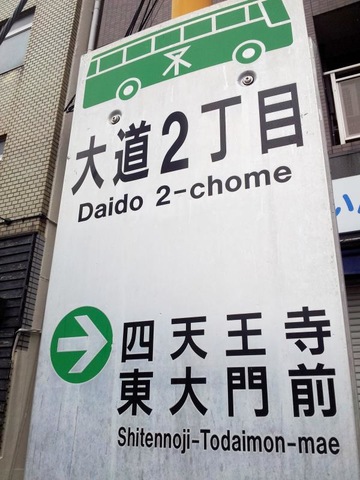 大道2丁目
Daido 2-chome
四天王寺
東大門前
Shitennoji-Todaimon-mae
い